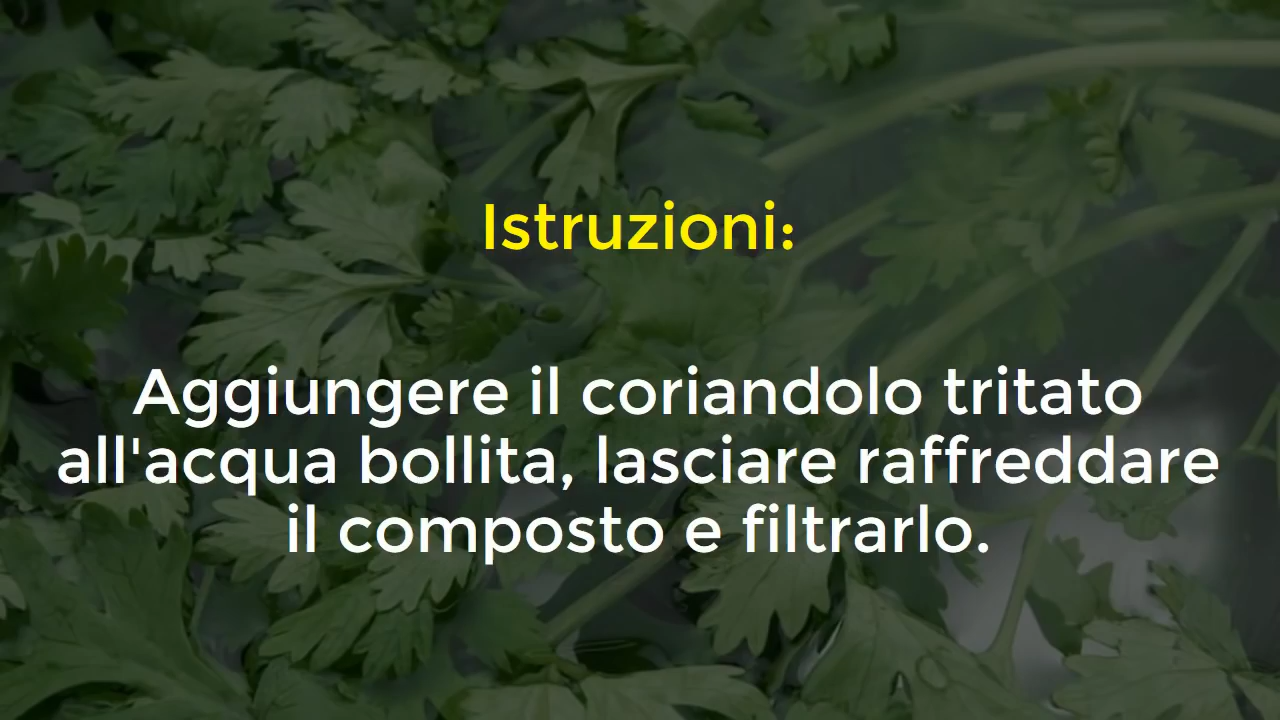 Istruzioni:
Aggiungere il coriandolo tritato
all'acqua bollita, lasciare raffreddare
il composto e filtrarlo.